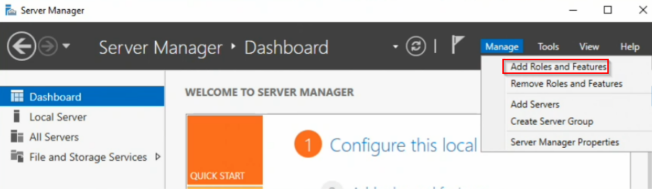 Server Manager
Server Manager • Dashboard
Manage Tools View Help
Add Roles and Features
Remove Roles and Features
Add Servers
Create Server Group
Server Manager Properties
Dashboard
Local Server
All Servers
File and Storage Services
WELCOME TO SERVER MANAGER
QUICK START
1 Configure this local